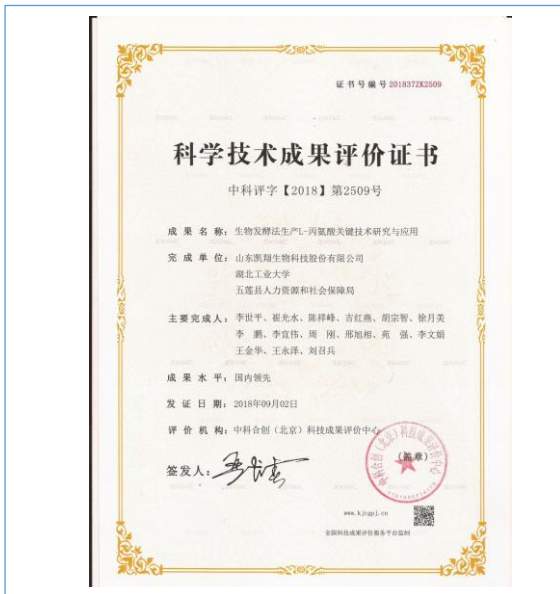 证书号编号 201837ZK2509
科学技术成果评价证书
中科评字【2018】第2509号
成果名称：生物发酵法生产L-丙氨酸关键技术研究与应用
完成单位：山东凯翔生物科技股份有限公司
湖北工业大学
五莲县人力资源和社会保障局
主要完成人：李世平、崔光水、陈祥峰、吉红燕、胡宗智、徐月美
李 鹏、李宜伟、周 刚、邢旭相、苑 强、李文娟
王金华、王永泽、刘召兵
成果水平：国内领先
发证日期：2018年09月02日
评价机构：中科合创（北京）科技成果评价中心
（盖章）
签发人：
www.kjcgpj.cn
全国科技成果评价服务平台监制